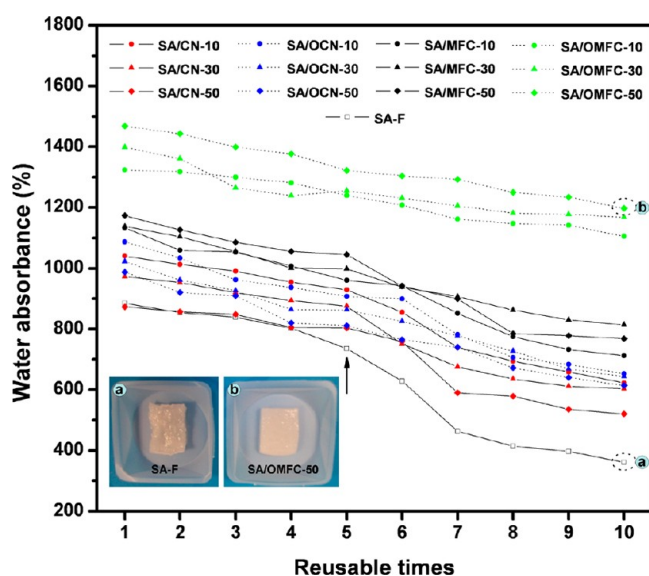 1800
1600
1400
1200
1000
800
600
400
200
Water absorbance (%)
SA/CN-10 SA/OCN-10 SA/MFC-10 SA/OMFC-10
SA/CN-30 SA/OCN-30 SA/MFC-30 SA/OMFC-30
SA/CN-50 SA/OCN-50 SA/MFC-50 SA/OMFC-50
SA-F
b
a b
SA-F SA/OMFC-50
a
1 2 3 4 5 6 7 8 9 10
Reusable times